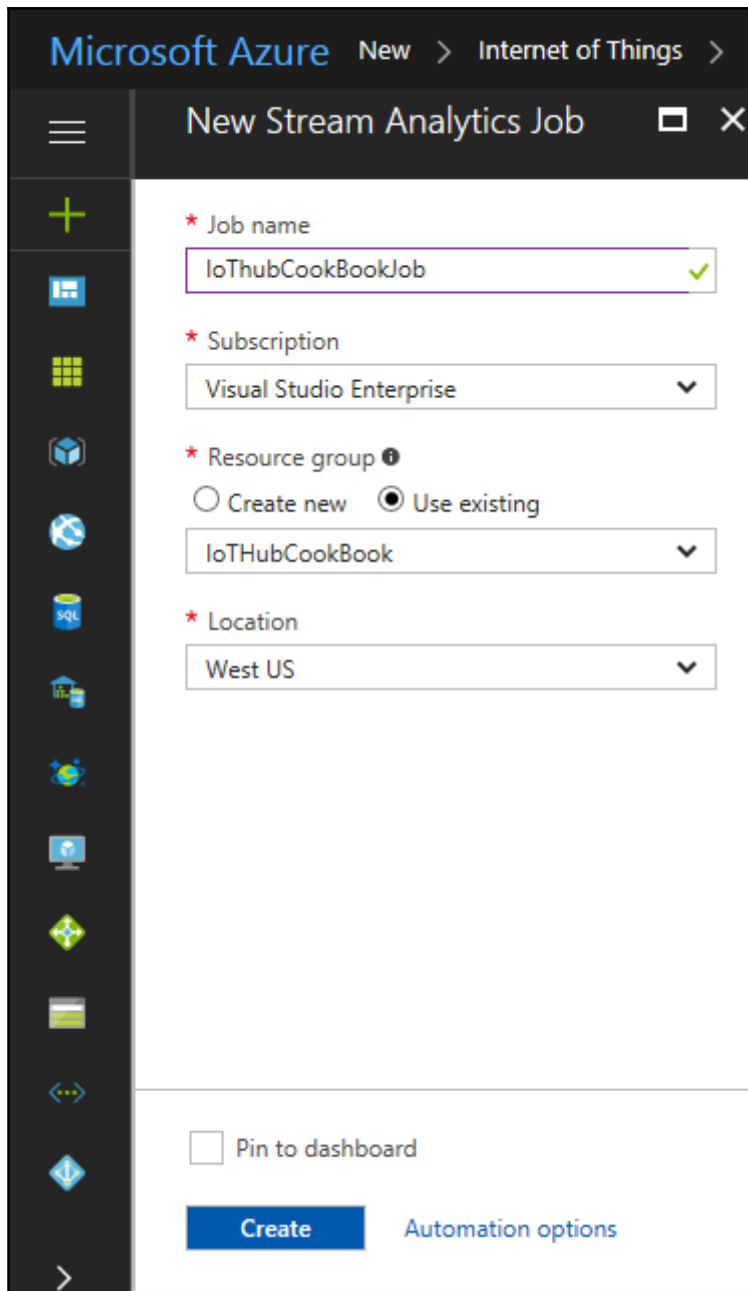 Microsoft Azure New > Internet of Things >
New Stream Analytics Job
* Job name
IoThubCookBookJob
* Subscription
Visual Studio Enterprise
* Resource group
Create new Use existing
IoTHubCookBook
* Location
West US
SQL
Pin to dashboard
Create Automation options